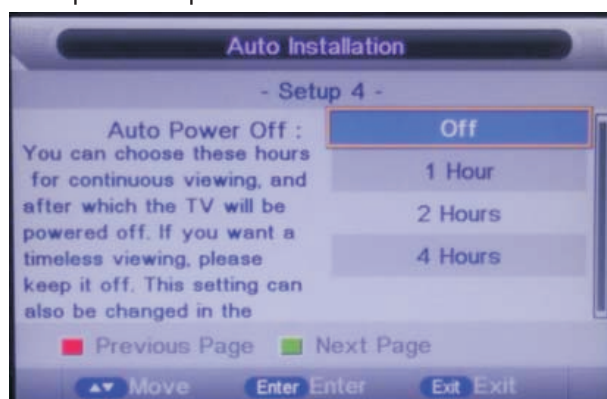 Auto Installation
- Setup 4 -
Auto Power Off :
You can choose these hours
for continuous viewing, and
after which the TV will be
powered off. If you want a
timeless viewing, please
keep it off. This setting can
also be changed in the
Off
1 Hour
2 Hours
4 Hours
Previous Page Next Page
Move Enter Enter Exit Exit